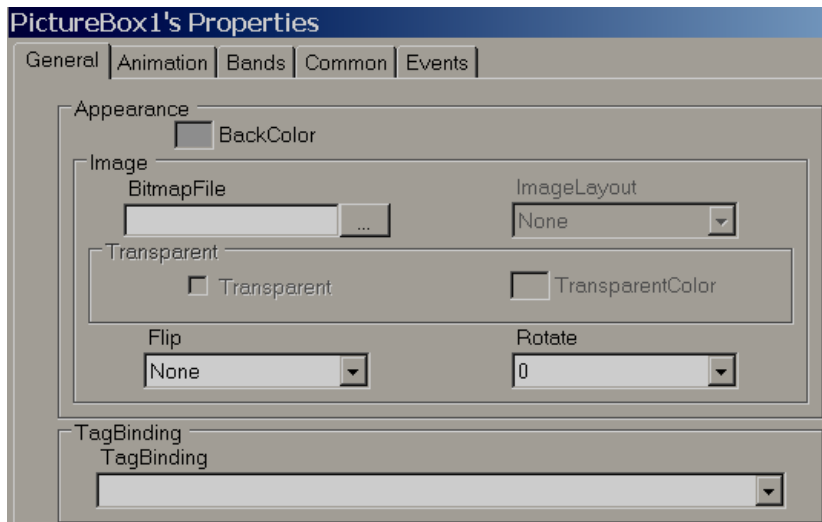 PictureBox1's Properties
General Animation Bands Common Events
Appearance
BackColor
Image
BitmapFile ImageLayout
... None
Transparent
Transparent TransparentColor
Flip Rotate
None 0
TagBinding
TagBinding